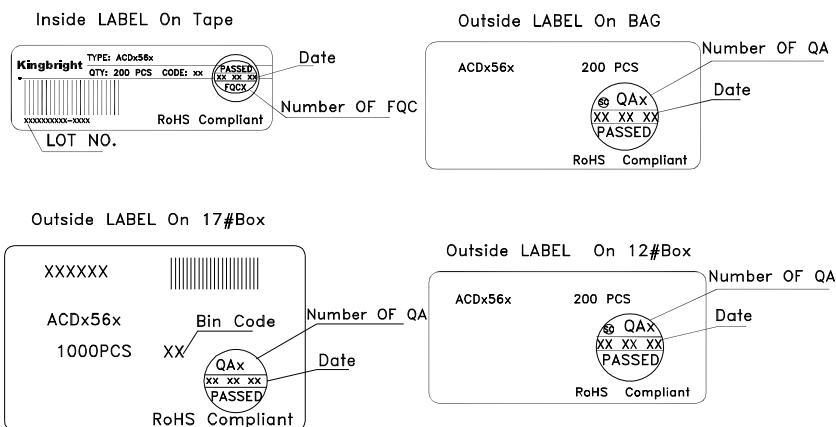 Inside LABEL On Tape
Kingbright
TYPE: ACDx56x
QTY: 200 PCS CODE: xx
PASSED
XX XX XX
FQCX
Date
Number OF FQC
XXXXXXXXXX-XXXX
RoHS Compliant
LOT NO.
Outside LABEL On BAG
ACDx56x 200 PCS
Number OF QA
SC QAx
Date
XX XX XX
PASSED
RoHS Compliant
Outside LABEL On 17#Box
XXXXXX
ACDx56x
Bin Code
1000PCS XX
Number OF QA
QAx
Date
XX XX XX
PASSED
RoHS Compliant
Outside LABEL On 12#Box
ACDx56x 200 PCS
Number OF QA
SC QAx
Date
XX XX XX
PASSED
RoHS Compliant